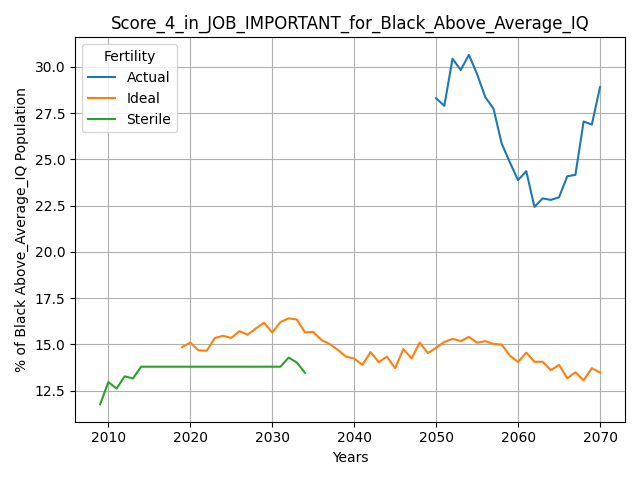 Score_4_in_JOB_IMPORTANT_for_Black_Above_Average_IQ
% of Black Above_Average_IQ Population
30.0
27.5
25.0
22.5
20.0
17.5
15.0
12.5
Fertility
Actual
Ideal
Sterile
2010 2020 2030 2040 2050 2060 2070
Years